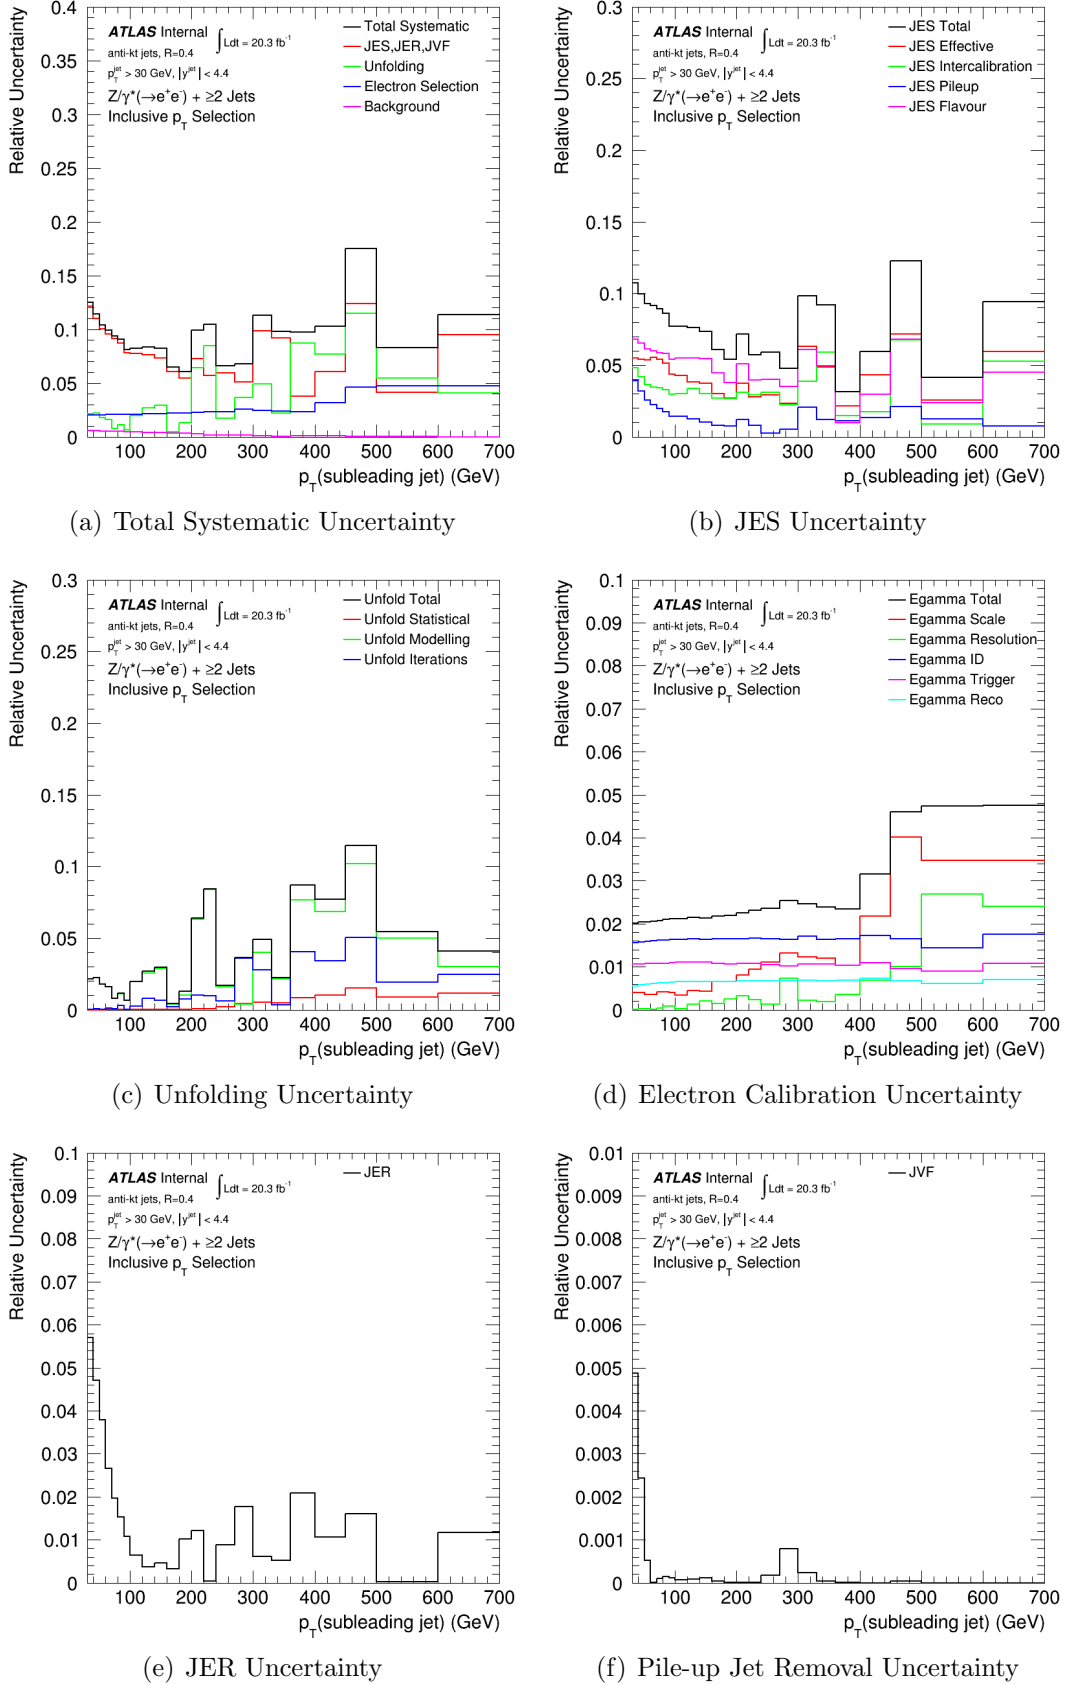 Relative Uncertainty
ATLAS Internal ∫Ldt = 20.3 fb⁻¹
anti-kt jets, R=0.4
p_T^jet > 30 GeV, |y^jet| < 4.4
Z/γ*(→e⁺e⁻) + ≥2 Jets
Inclusive p_T Selection
Total Systematic
JES,JER,JVF
Unfolding
Electron Selection
Background
0.4
0.35
0.3
0.25
0.2
0.15
0.1
0.05
0
100 200 300 400 500 600 700
p_T(subleading jet) (GeV)
(a) Total Systematic Uncertainty
Relative Uncertainty
ATLAS Internal ∫Ldt = 20.3 fb⁻¹
anti-kt jets, R=0.4
p_T^jet > 30 GeV, |y^jet| < 4.4
Z/γ*(→e⁺e⁻) + ≥2 Jets
Inclusive p_T Selection
JES Total
JES Effective
JES Intercalibration
JES Pileup
JES Flavour
0.3
0.25
0.2
0.15
0.1
0.05
0
100 200 300 400 500 600 700
p_T(subleading jet) (GeV)
(b) JES Uncertainty
Relative Uncertainty
ATLAS Internal ∫Ldt = 20.3 fb⁻¹
anti-kt jets, R=0.4
p_T^jet > 30 GeV, |y^jet| < 4.4
Z/γ*(→e⁺e⁻) + ≥2 Jets
Inclusive p_T Selection
Unfold Total
Unfold Statistical
Unfold Modelling
Unfold Iterations
0.3
0.25
0.2
0.15
0.1
0.05
0
100 200 300 400 500 600 700
p_T(subleading jet) (GeV)
(c) Unfolding Uncertainty
Relative Uncertainty
ATLAS Internal ∫Ldt = 20.3 fb⁻¹
anti-kt jets, R=0.4
p_T^jet > 30 GeV, |y^jet| < 4.4
Z/γ*(→e⁺e⁻) + ≥2 Jets
Inclusive p_T Selection
Egamma Total
Egamma Scale
Egamma Resolution
Egamma ID
Egamma Trigger
Egamma Reco
0.1
0.09
0.08
0.07
0.06
0.05
0.04
0.03
0.02
0.01
0
100 200 300 400 500 600 700
p_T(subleading jet) (GeV)
(d) Electron Calibration Uncertainty
Relative Uncertainty
ATLAS Internal ∫Ldt = 20.3 fb⁻¹
anti-kt jets, R=0.4
p_T^jet > 30 GeV, |y^jet| < 4.4
Z/γ*(→e⁺e⁻) + ≥2 Jets
Inclusive p_T Selection
JER
0.1
0.09
0.08
0.07
0.06
0.05
0.04
0.03
0.02
0.01
0
100 200 300 400 500 600 700
p_T(subleading jet) (GeV)
(e) JER Uncertainty
Relative Uncertainty
ATLAS Internal ∫Ldt = 20.3 fb⁻¹
anti-kt jets, R=0.4
p_T^jet > 30 GeV, |y^jet| < 4.4
Z/γ*(→e⁺e⁻) + ≥2 Jets
Inclusive p_T Selection
JVF
0.01
0.009
0.008
0.007
0.006
0.005
0.004
0.003
0.002
0.001
0
100 200 300 400 500 600 700
p_T(subleading jet) (GeV)
(f) Pile-up Jet Removal Uncertainty